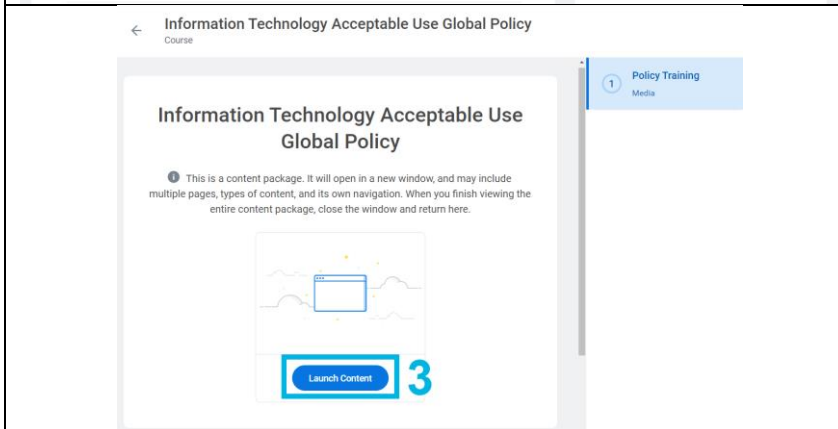 Information Technology Acceptable Use Global Policy
Course
Information Technology Acceptable Use
Global Policy
This is a content package. It will open in a new window, and may include
multiple pages, types of content, and its own navigation. When you finish viewing the
entire content package, close the window and return here.
Launch Content
3
1
Policy Training
Media